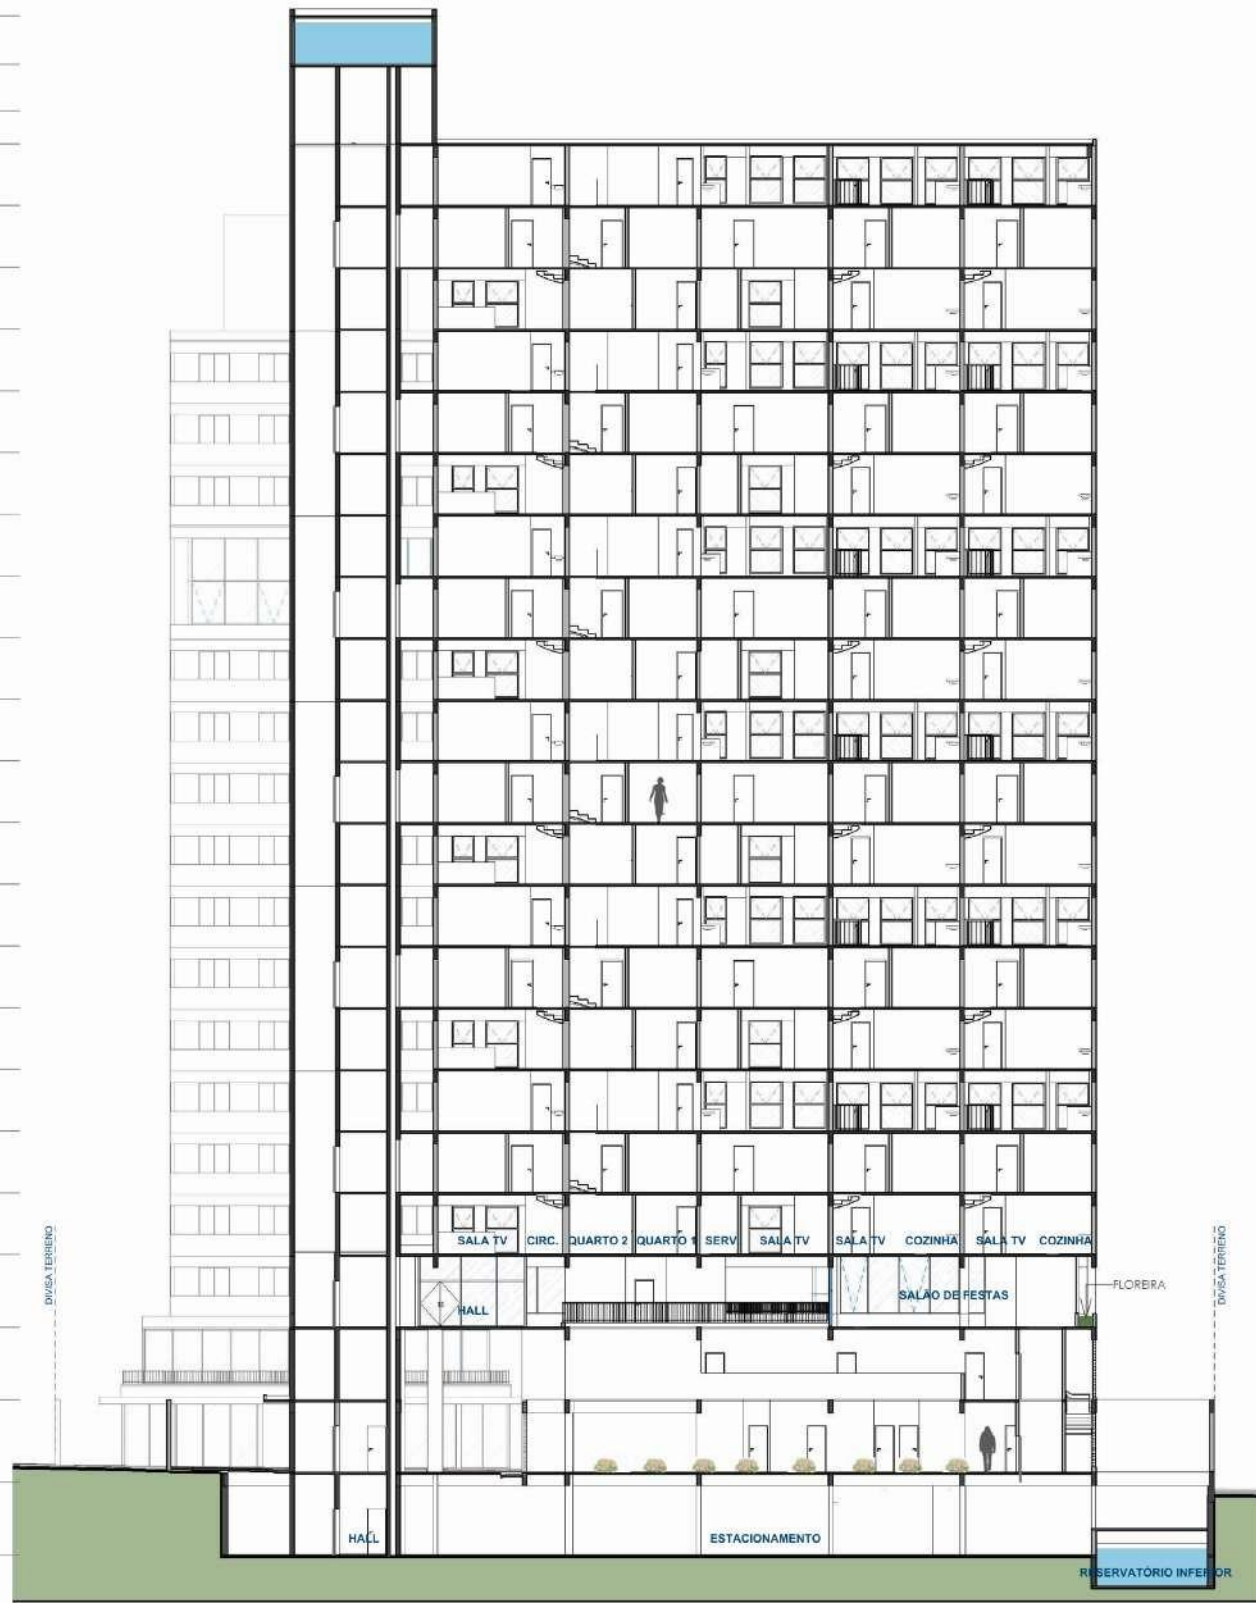 SALA TV
CIRC.
QUARTO 2
QUARTO 1
SERV
SALA TV
SALA TV
COZINHA
SALA TV
COZINHA
DIVISA TERRENO
DIVISA TERRENO
FLOREIRA
SALÃO DE FESTAS
HALL
HALL
ESTACIONAMENTO
RESERVATÓRIO INFERIOR